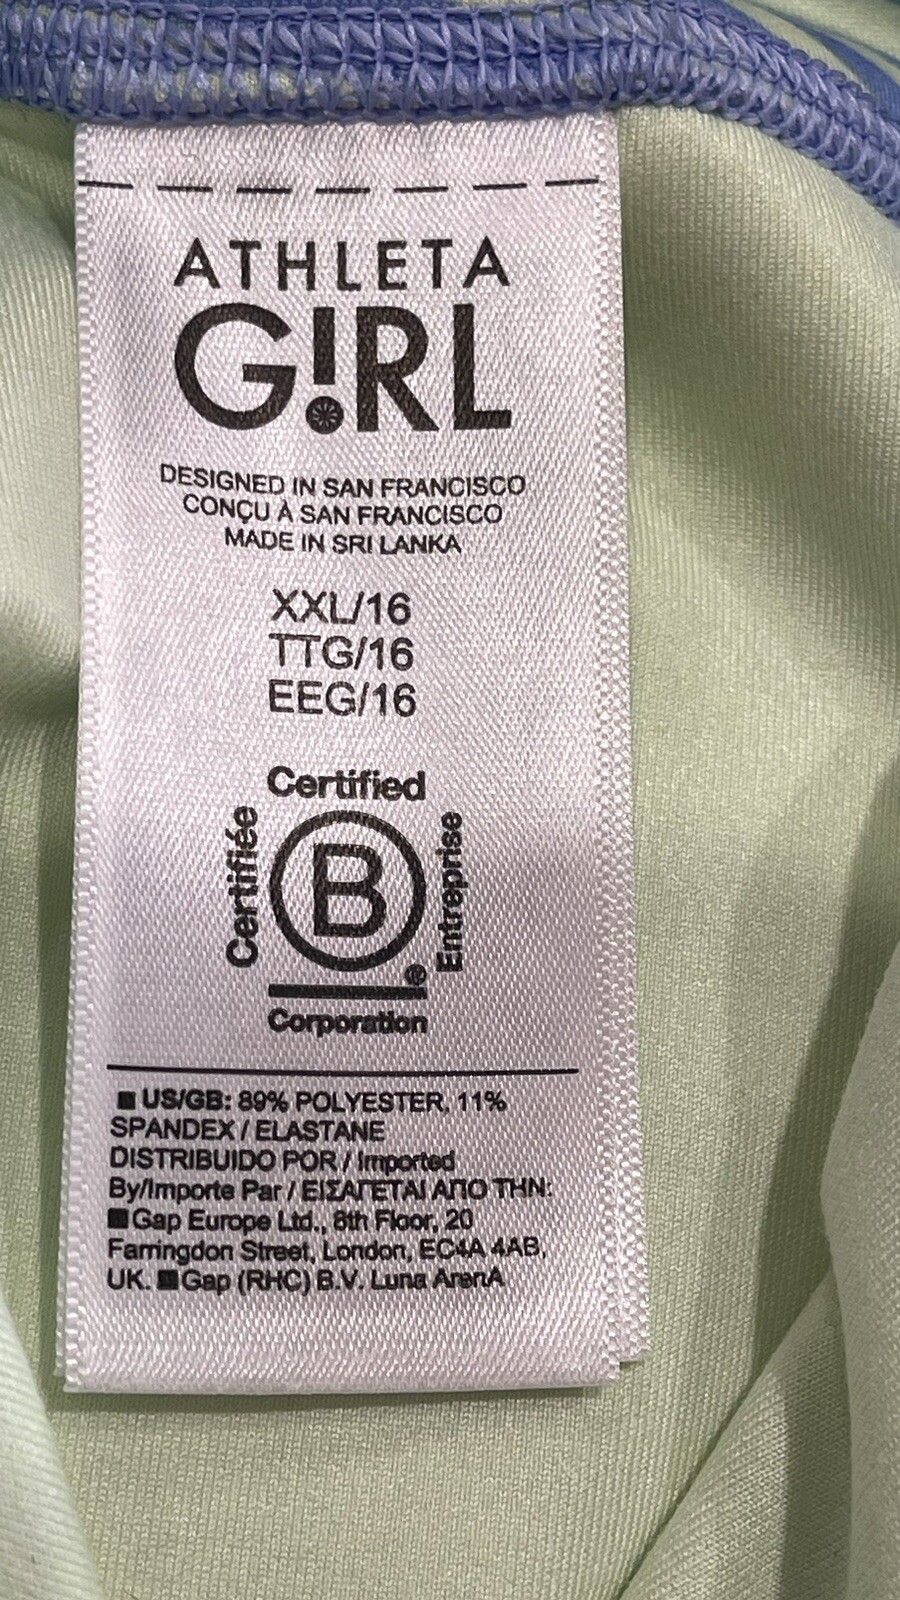 ATHLETA
G!RL
DESIGNED IN SAN FRANCISCO
CONÇU À SAN FRANCISCO
MADE IN SRI LANKA
XXL/16
TTG/16
EEG/16
Certified
Certifiée
B
Entreprise
®
Corporation
■ US/GB: 89% POLYESTER, 11%
SPANDEX / ELASTANE
DISTRIBUIDO POR / Imported
By/Importe Par / ΕΙΣΑΓΕΤΑΙ ΑΠΟ ΤΗΝ:
■ Gap Europe Ltd., 8th Floor, 20
Farringdon Street, London, EC4A 4AB,
UK. ■ Gap (RHC) B.V. Luna ArenA